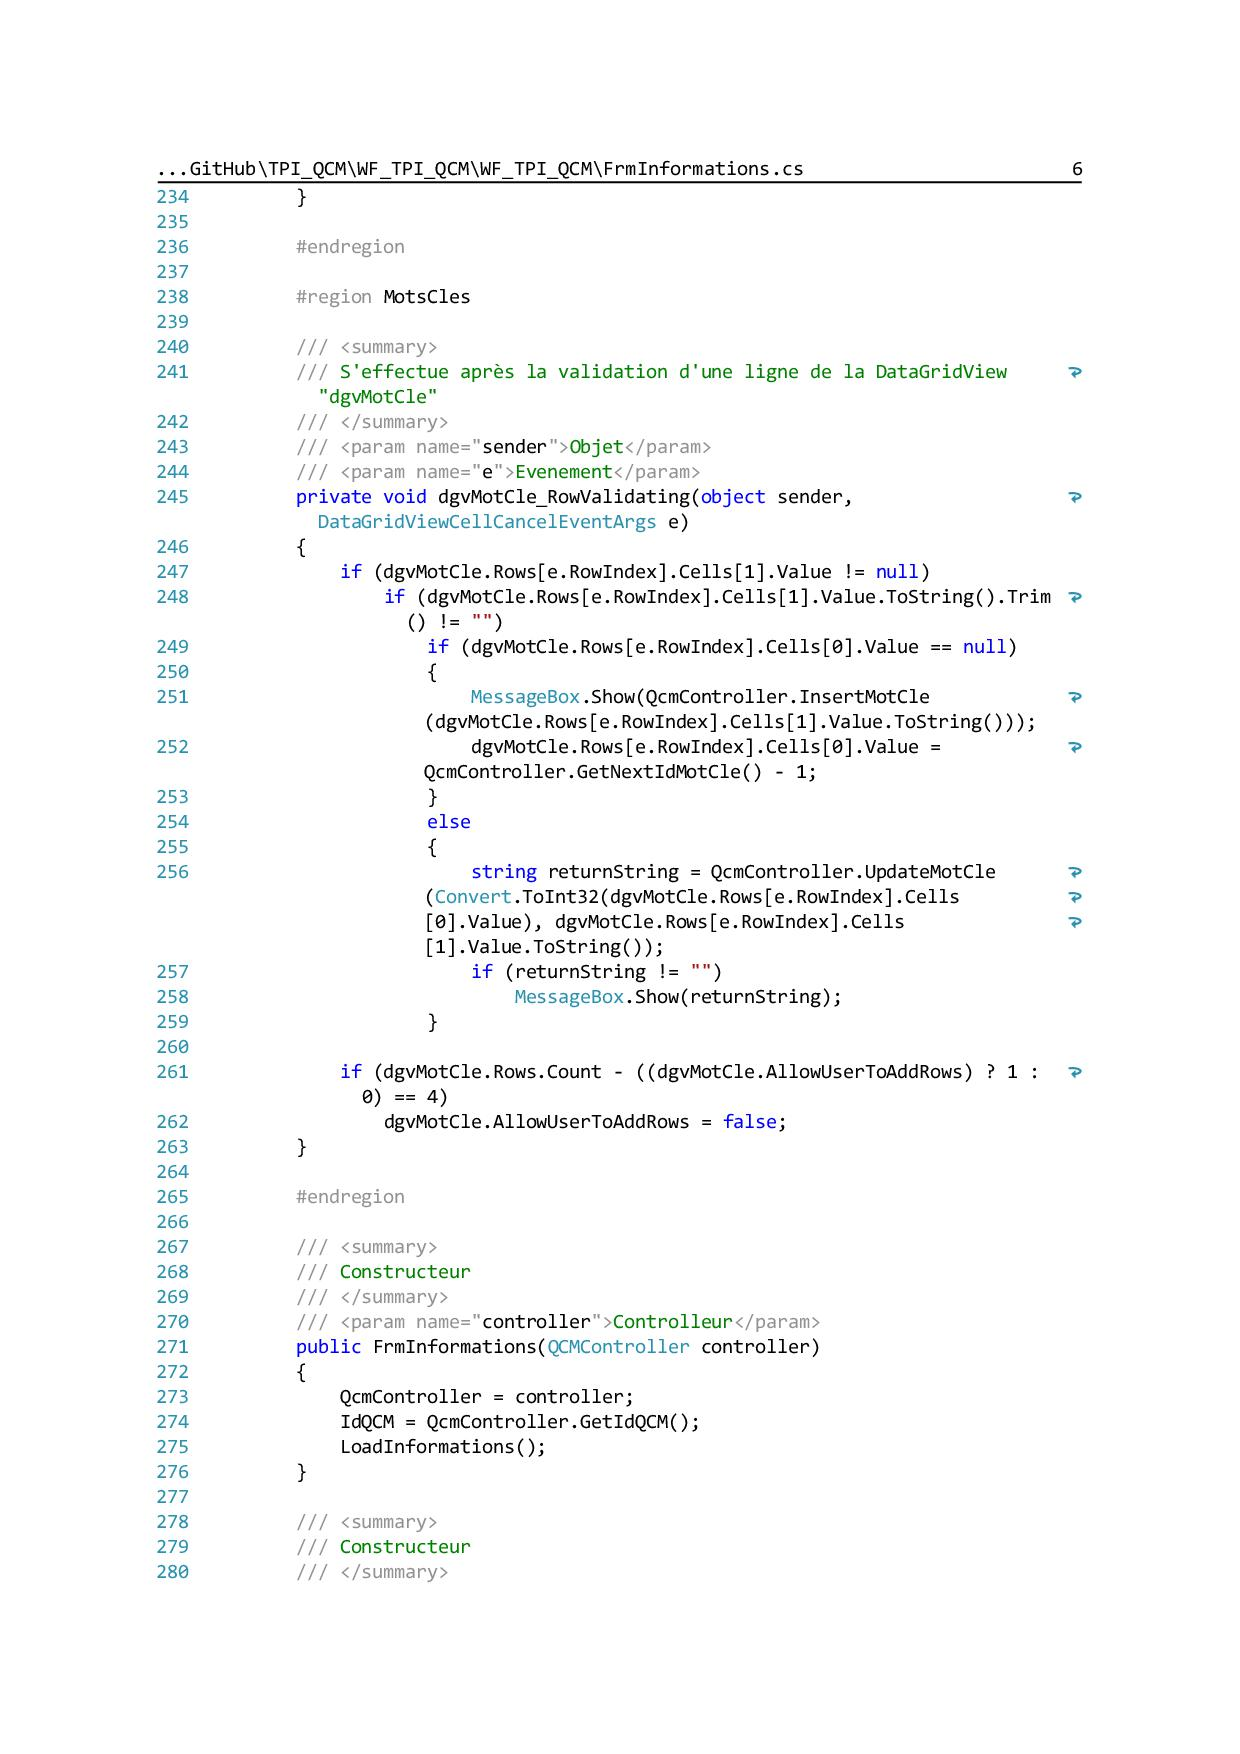 ...GitHub\TPI_QCM\WF_TPI_QCM\WF_TPI_QCM\FrmInformations.cs 6
234 }
235
236 #endregion
237
238 #region MotsCles
239
240 /// <summary>
241 /// S'effectue après la validation d'une ligne de la DataGridView
"dgvMotCle"
242 /// </summary>
243 /// <param name="sender">Objet</param>
244 /// <param name="e">Evenement</param>
245 private void dgvMotCle_RowValidating(object sender,
DataGridViewCellCancelEventArgs e)
246 {
247 if (dgvMotCle.Rows[e.RowIndex].Cells[1].Value != null)
248 if (dgvMotCle.Rows[e.RowIndex].Cells[1].Value.ToString().Trim
() != "")
249 if (dgvMotCle.Rows[e.RowIndex].Cells[0].Value == null)
250 {
251 MessageBox.Show(QcmController.InsertMotCle
(dgvMotCle.Rows[e.RowIndex].Cells[1].Value.ToString()));
252 dgvMotCle.Rows[e.RowIndex].Cells[0].Value =
QcmController.GetNextIdMotCle() - 1;
253 }
254 else
255 {
256 string returnString = QcmController.UpdateMotCle
(Convert.ToInt32(dgvMotCle.Rows[e.RowIndex].Cells
[0].Value), dgvMotCle.Rows[e.RowIndex].Cells
[1].Value.ToString());
257 if (returnString != "")
258 MessageBox.Show(returnString);
259 }
260
261 if (dgvMotCle.Rows.Count - ((dgvMotCle.AllowUserToAddRows) ? 1 :
0) == 4)
262 dgvMotCle.AllowUserToAddRows = false;
263 }
264
265 #endregion
266
267 /// <summary>
268 /// Constructeur
269 /// </summary>
270 /// <param name="controller">Controlleur</param>
271 public FrmInformations(QCMController controller)
272 {
273 QcmController = controller;
274 IdQCM = QcmController.GetIdQCM();
275 LoadInformations();
276 }
277
278 /// <summary>
279 /// Constructeur
280 /// </summary>